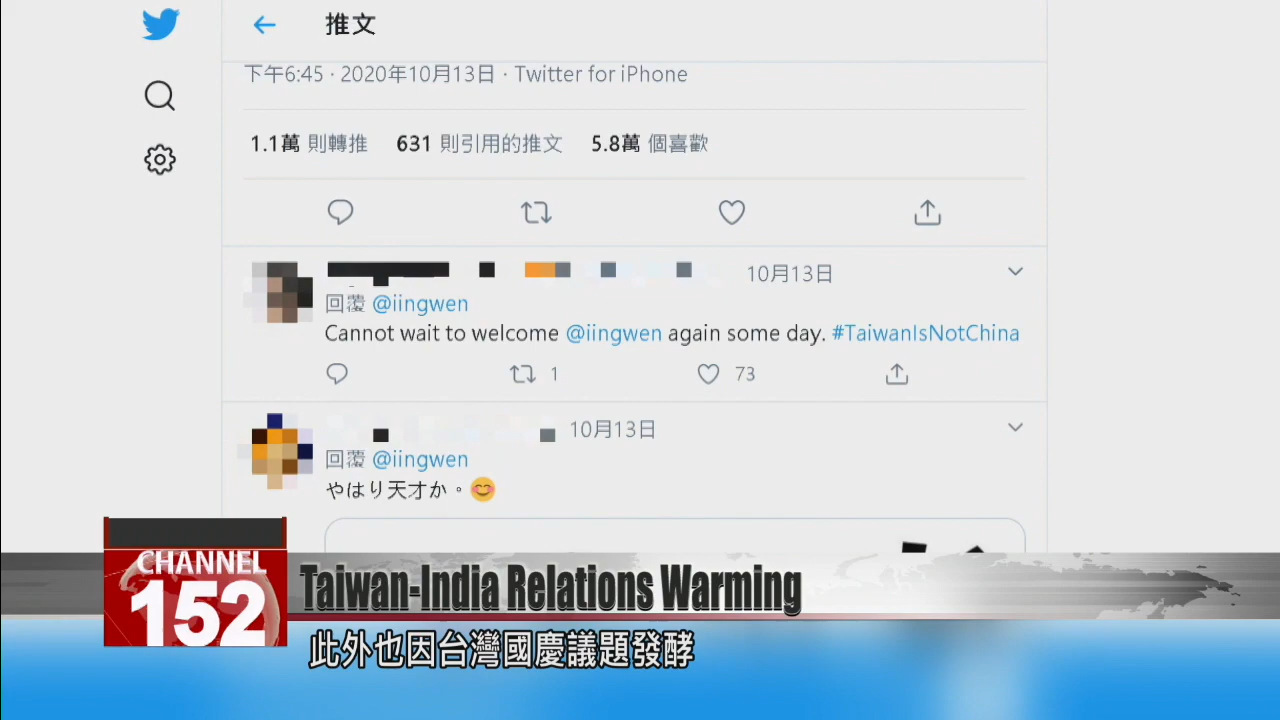 推文
下午6:45 · 2020年10月13日 · Twitter for iPhone
1.1萬 則轉推 631 則引用的推文 5.8萬 個喜歡
10月13日
回覆 @iingwen
Cannot wait to welcome @iingwen again some day. #TaiwanIsNotChina
1 73
10月13日
回覆 @iingwen
やはり天才か。😊
CHANNEL
152
Taiwan-India Relations Warming
此外也因台灣國慶議題發酵